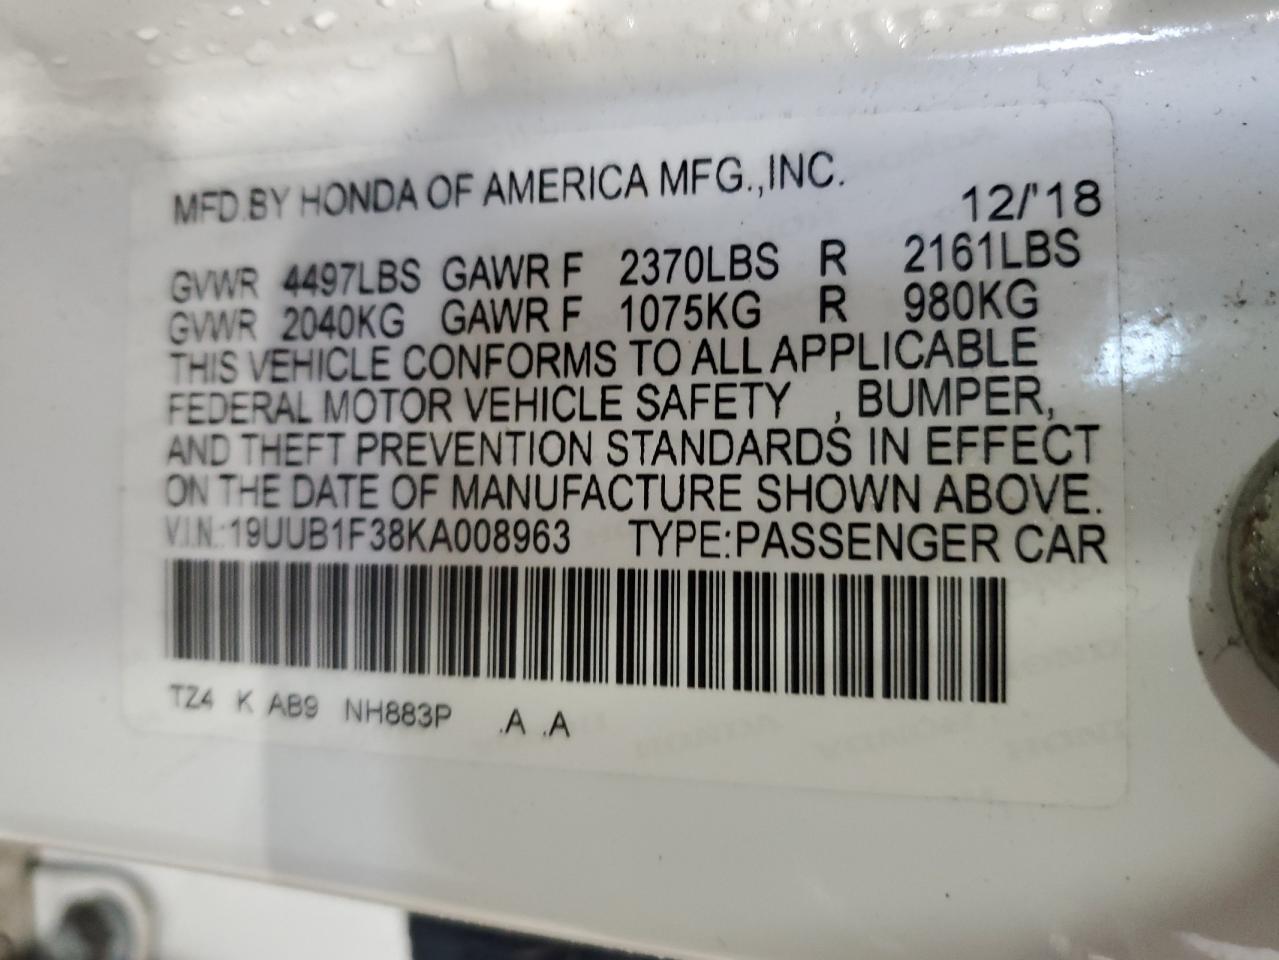 MFD.BY HONDA OF AMERICA MFG.,INC. 12/'18
GVWR 4497LBS GAWR F 2370LBS R 2161LBS
GVWR 2040KG GAWR F 1075KG R 980KG
THIS VEHICLE CONFORMS TO ALL APPLICABLE
FEDERAL MOTOR VEHICLE SAFETY , BUMPER,
AND THEFT PREVENTION STANDARDS IN EFFECT
ON THE DATE OF MANUFACTURE SHOWN ABOVE.
V.I.N.:19UUB1F38KA008963 TYPE:PASSENGER CAR
TZ4 K AB9 NH883P .A .A